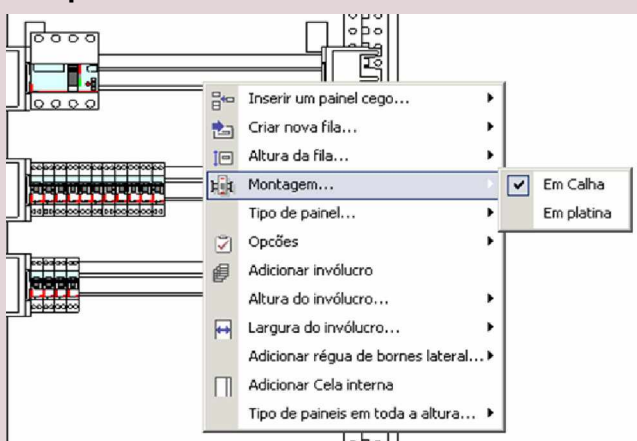 Inserir um painel cego...
Criar nova fila...
Altura da fila...
Montagem...
Em Calha
Em platina
Tipo de painel...
Opcões
Adicionar invólucro
Altura do invólucro...
Largura do invólucro...
Adicionar régua de bornes lateral...
Adicionar Cela interna
Tipo de paineis em toda a altura...